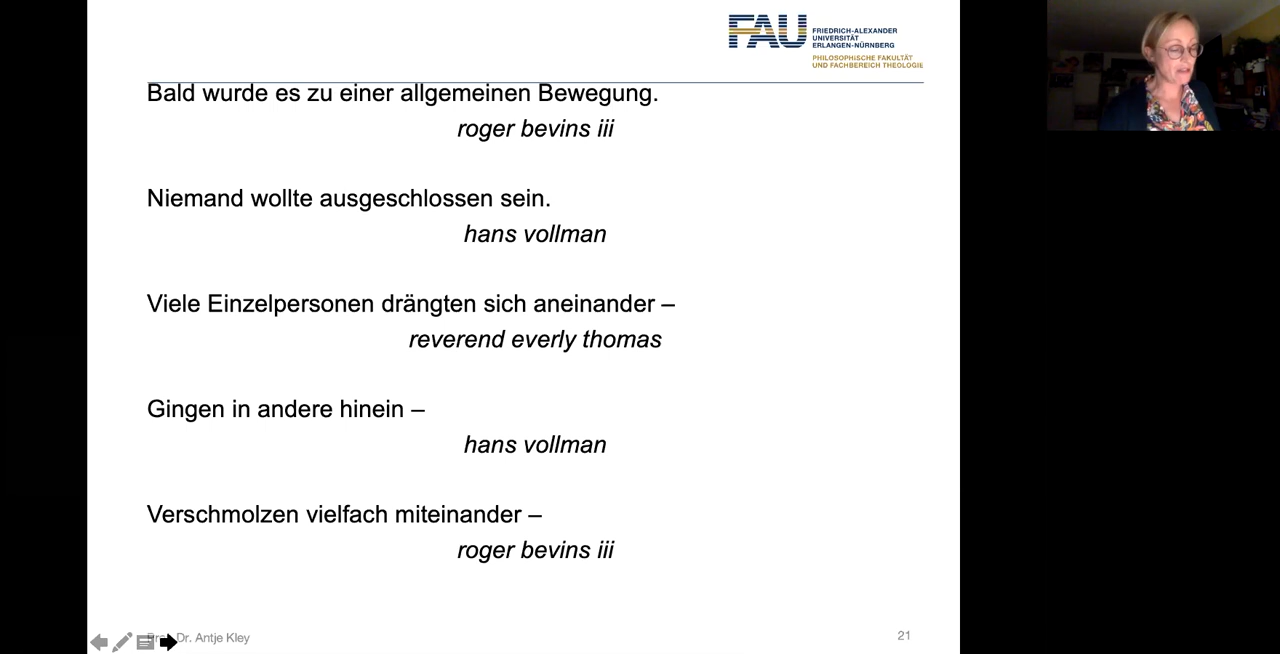 FAU
FRIEDRICH-ALEXANDER
UNIVERSITÄT
ERLANGEN-NÜRNBERG
PHILOSOPHISCHE FAKULTÄT
UND FACHBEREICH THEOLOGIE
Bald wurde es zu einer allgemeinen Bewegung.
roger bevins iii
Niemand wollte ausgeschlossen sein.
hans vollman
Viele Einzelpersonen drängten sich aneinander –
reverend everly thomas
Gingen in andere hinein –
hans vollman
Verschmolzen vielfach miteinander –
roger bevins iii
Dr. Antje Kley
21